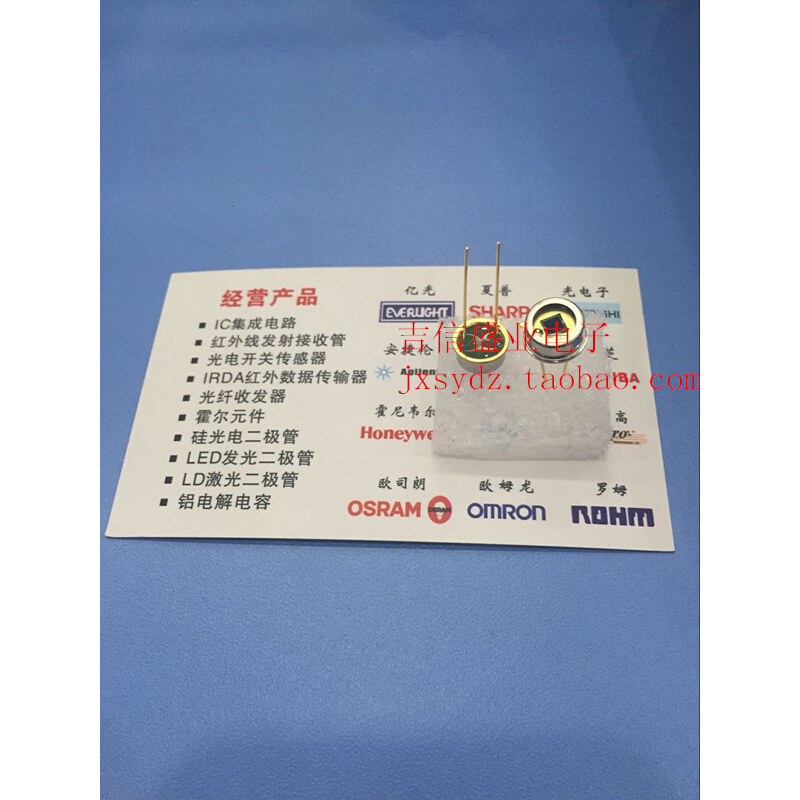 经营产品
■ IC集成电路
■ 红外线发射接收管
■ 光电开关传感器
■ IRDA红外数据传输器
■ 光纤收发器
■ 霍尔元件
■ 硅光电二极管
■ LED发光二极管
■ LD激光二极管
■ 铝电解电容
亿光 夏普 光电子
EVERLIGHT SHARP
吉信盛业电子
安捷伦
Agilen
jxsydz.taobao.com
霍尼韦尔 高
Honeywe
欧司朗 欧姆龙 罗姆
OSRAM OSRAM OMRON ROHM